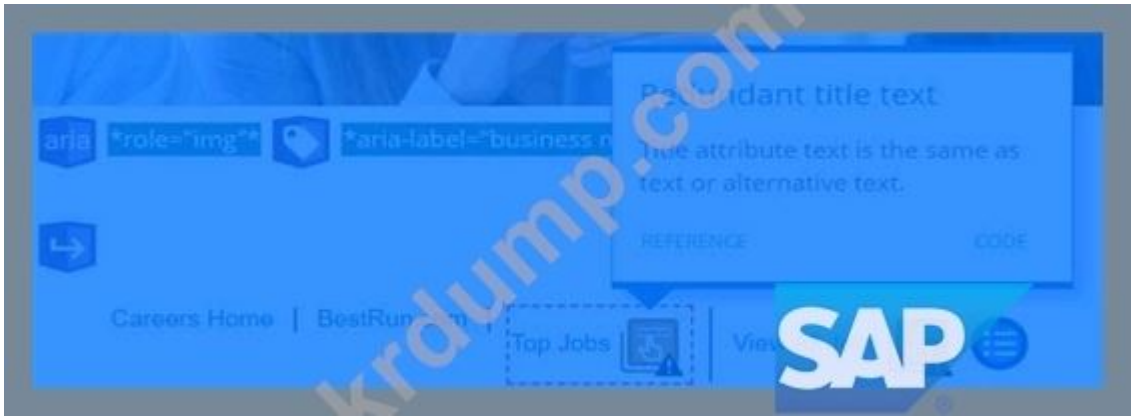 Redundant title text
aria *role="img"* *aria-label="business
Title attribute text is the same as
text or alternative text.
REFERENCE CODE
Careers Home | | Top Jobs |
SAP
krdump.com